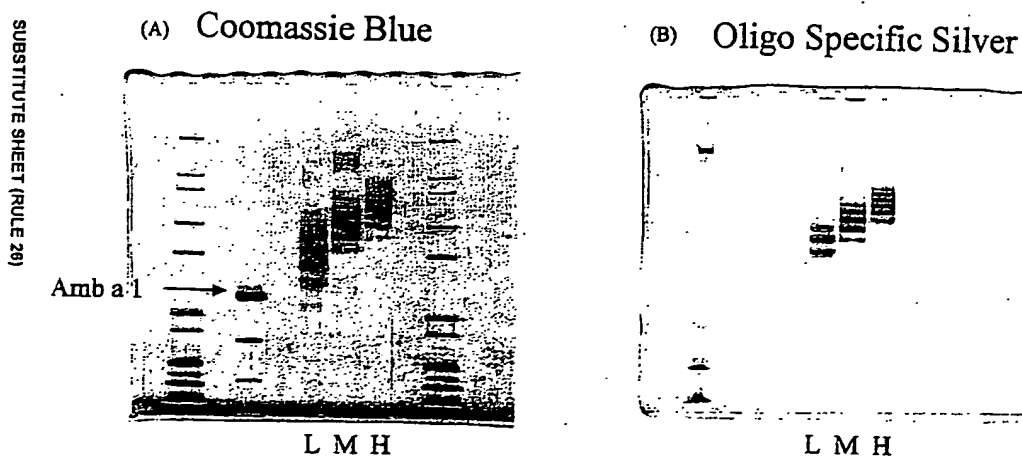 SUBSTITUTE SHEET (RULE 26)
(A) Coomassie Blue
(B) Oligo Specific Silver
Amb a 1
L M H
L M H